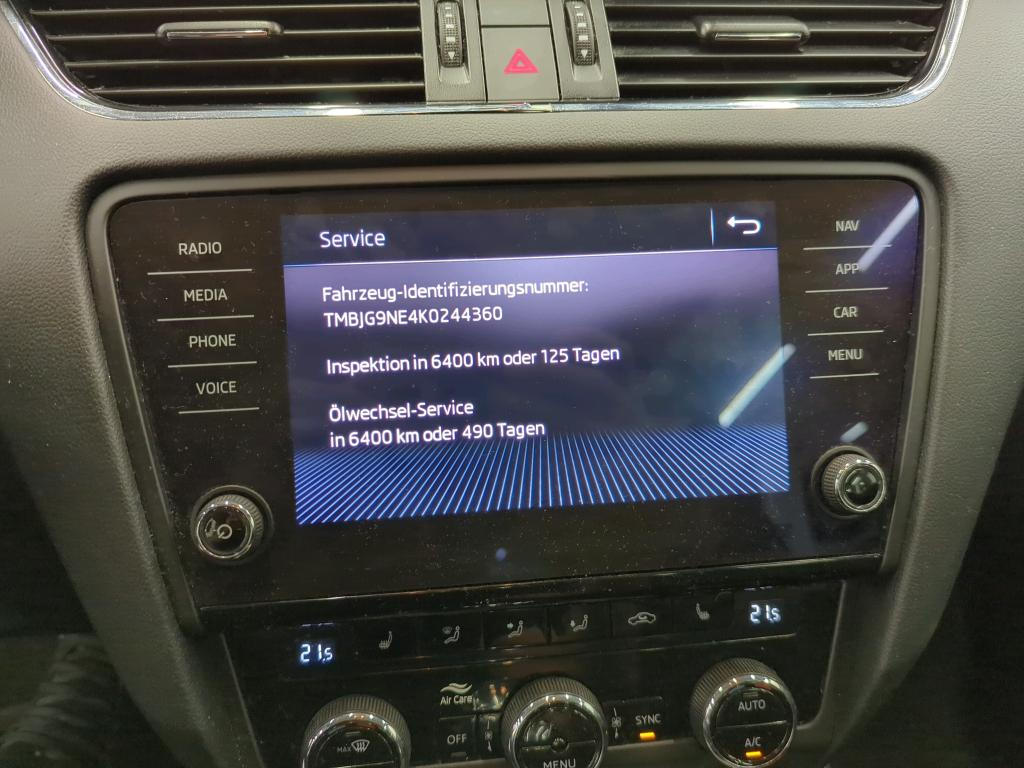 Service
RADIO
MEDIA
PHONE
VOICE
Fahrzeug-Identifizierungsnummer:
TMBJG9NE4K0244360
Inspektion in 6400 km oder 125 Tagen
Ölwechsel-Service
in 6400 km oder 490 Tagen
NAV
APP
CAR
MENU
21,5
21,5
Air Care
MAX
OFF
MENU
SYNC
AUTO
A/C